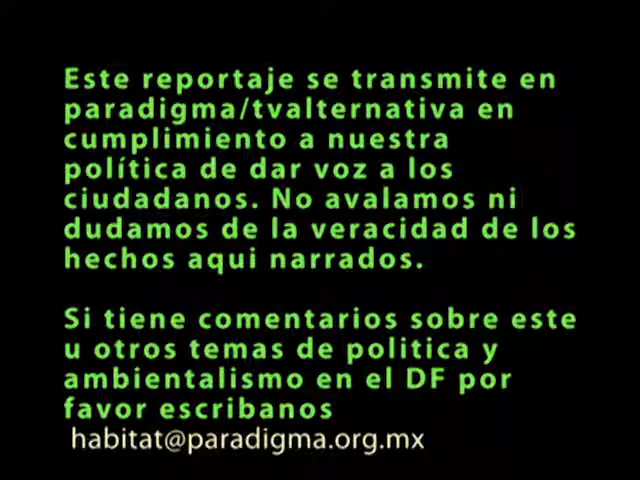 Este reportaje se transmite en
paradigma/tvalternativa en
cumplimiento a nuestra
política de dar voz a los
ciudadanos. No avalamos ni
dudamos de la veracidad de los
hechos aqui narrados.
Si tiene comentarios sobre este
u otros temas de politica y
ambientalismo en el DF por
favor escribanos
habitat@paradigma.org.mx